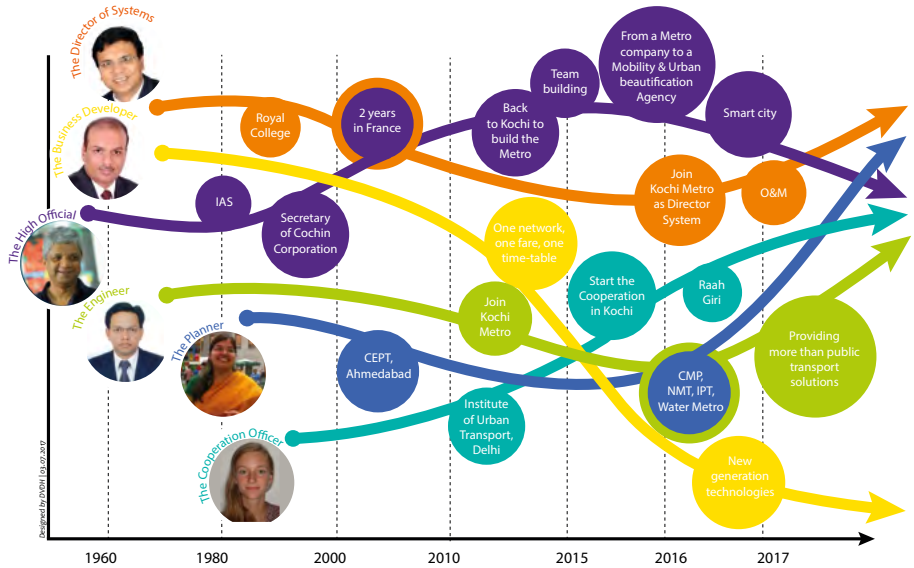 The Director of Systems
The Business Developer
The High Official
The Engineer
The Planner
The Cooperation Officer
Royal
College
2 years
in France
Back
to Kochi to
build the
Metro
Team
building
From a Metro
company to a
Mobility & Urban
beautification
Agency
Smart city
IAS
Secretary
of Cochin
Corporation
Join
Kochi Metro
as Director
System
O&M
One network,
one fare, one
time-table
Start the
Cooperation
in Kochi
Raah
Giri
Join
Kochi
Metro
Providing
more than public
transport
solutions
CEPT,
Ahmedabad
CMP,
NMT, IPT,
Water Metro
Institute
of Urban
Transport,
Delhi
New
generation
technologies
Designed by DVDH | 03.07.2017
1960
1980
2000
2010
2015
2016
2017